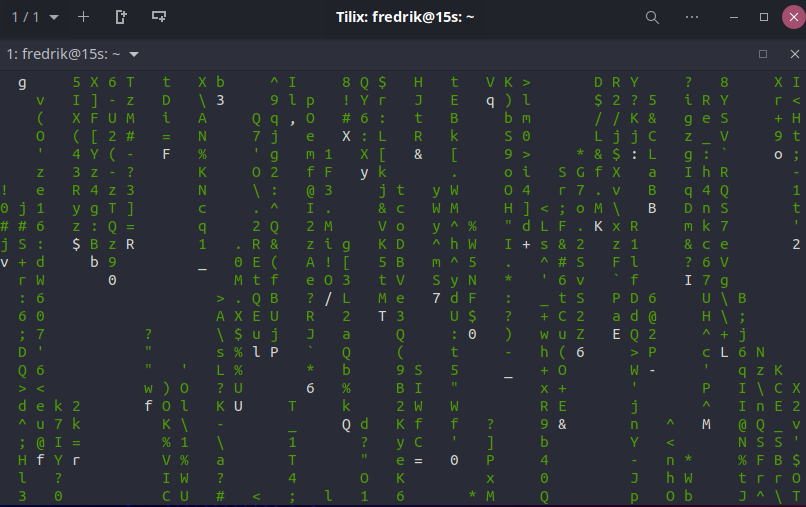 1 / 1
Tilix: fredrik@15s: ~
1: fredrik@15s: ~
g 5 X 6 T t X b ^ I 8 Q $ H t V K > D R Y ? 8 X I
v I ] - z D \ 3 9 l p ! Y r J E q ) l $ 2 ? 5 i R Y r <
( X F U M i A Q q , O # 6 : t B b m / / K & g e S + H
O ( [ 2 # = N 7 j e X : L R k S 0 L J j C z _ V 9 t
' 4 Y ( - F % ' g m 1 X [ & [ 9 > * & $ : L g : ` o ;
z 3 z - ? K O 2 f F y k . o i S G f X a I h R -
! e R 4 z 3 N \ : @ 3 j t y W O 4 r 7 . v B q 4 Q 1
0 j 1 y g T ] c . ^ I . & c W M H ] < ; o M \ B D n S t
# # 6 z : Q = q 2 Q 2 M V o y ^ % " d L F 2 K x R m k 7 '
j S : $ B z R 1 . R & z i g K D ^ h W I + s & . z 1 & c e 2
v + d b 9 _ 0 E ( A ! [ 5 B m ^ 5 . ^ # S F l ? 6 V
r W 0 M t f e O 3 t V S y N * ' 6 v ` f I 7 g
: 6 > . Q B ? / L M e 7 d F : _ t S P D 6 U \ B
6 0 A X E U R 2 3 U $ ? + C 2 a d @ H \ ;
; 7 ? \ $ u j J a Q : 0 ) w u Z E Q 2 ^ + j
D ' " s % l P ` Q ( t - h ( 6 > P c L 6 N
Q 6 " ' L % * b 9 S 5 _ + O W - ' q z K
> < w ) O ? U 6 % B I " x + ' P I \ C X
d e k 2 f O l K U T k 2 W W R E j ^ I n E 2
^ u 7 k K \ - _ Q d K f f ? 9 & n ^ M @ Q _ v
; @ I = % 1 \ 1 ? y C ' ] b Y < N S S '
H f Y r V % a T " e = 0 P 4 - n * % Q B $
l ? I W ? 4 O K x 0 J h W t F r O
3 0 C U # < ; l 1 6 * M Q p O b J ^ \ T